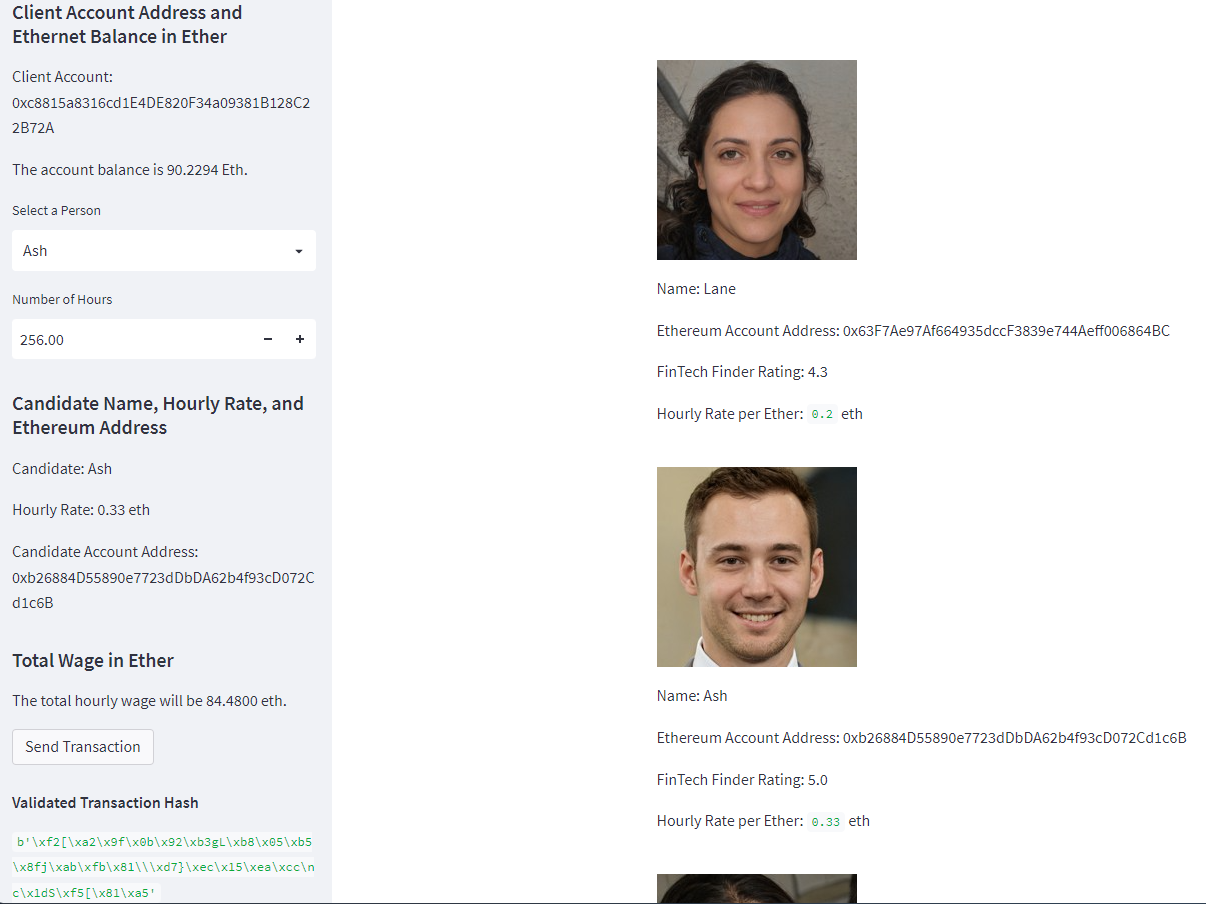 Client Account Address and
Ethernet Balance in Ether
Client Account:
0xc8815a8316cd1E4DE820F34a09381B128C2
2B72A
The account balance is 90.2294 Eth.
Select a Person
Ash
Number of Hours
256.00
Candidate Name, Hourly Rate, and
Ethereum Address
Candidate: Ash
Hourly Rate: 0.33 eth
Candidate Account Address:
0xb26884D55890e7723dDbDA62b4f93cD072C
d1c6B
Total Wage in Ether
The total hourly wage will be 84.4800 eth.
Send Transaction
Validated Transaction Hash
b'\xf2[\xa2\x9f\x0b\x92\xb3gL\xb8\x05\xb5
\x8fj\xab\xfb\x81\\\xd7}\xec\x15\xea\xcc\n
c\x1dS\xf5[\x81\xa5'
Name: Lane
Ethereum Account Address: 0x63F7Ae97Af664935dccF3839e744Aeff006864BC
FinTech Finder Rating: 4.3
Hourly Rate per Ether: 0.2 eth
Name: Ash
Ethereum Account Address: 0xb26884D55890e7723dDbDA62b4f93cD072Cd1c6B
FinTech Finder Rating: 5.0
Hourly Rate per Ether: 0.33 eth